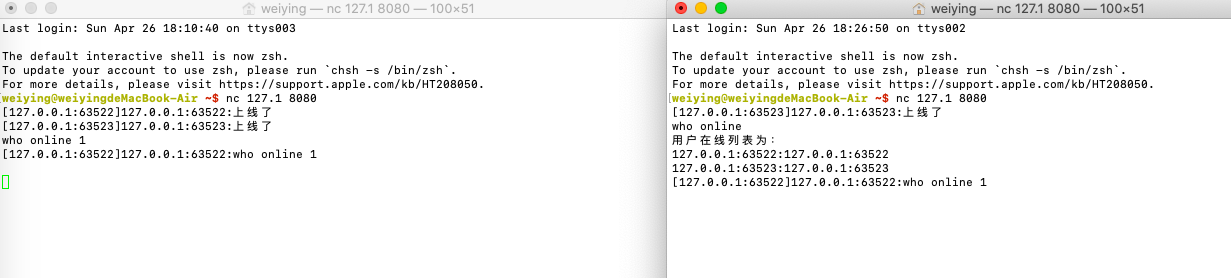 weiying — nc 127.1 8080 — 100×51
Last login: Sun Apr 26 18:10:40 on ttys003
The default interactive shell is now zsh.
To update your account to use zsh, please run `chsh -s /bin/zsh`.
For more details, please visit https://support.apple.com/kb/HT208050.
[weiying@weiyingdeMacBook-Air ~$ nc 127.1 8080
[127.0.0.1:63522]127.0.0.1:63522:上线了
[127.0.0.1:63523]127.0.0.1:63523:上线了
who online 1
[127.0.0.1:63522]127.0.0.1:63522:who online 1
weiying — nc 127.1 8080 — 100×51
Last login: Sun Apr 26 18:26:50 on ttys002
The default interactive shell is now zsh.
To update your account to use zsh, please run `chsh -s /bin/zsh`.
For more details, please visit https://support.apple.com/kb/HT208050.
[weiying@weiyingdeMacBook-Air ~$ nc 127.1 8080
[127.0.0.1:63523]127.0.0.1:63523:上线了
who online
用户在线列表为：
127.0.0.1:63522:127.0.0.1:63522
127.0.0.1:63523:127.0.0.1:63523
[127.0.0.1:63522]127.0.0.1:63522:who online 1